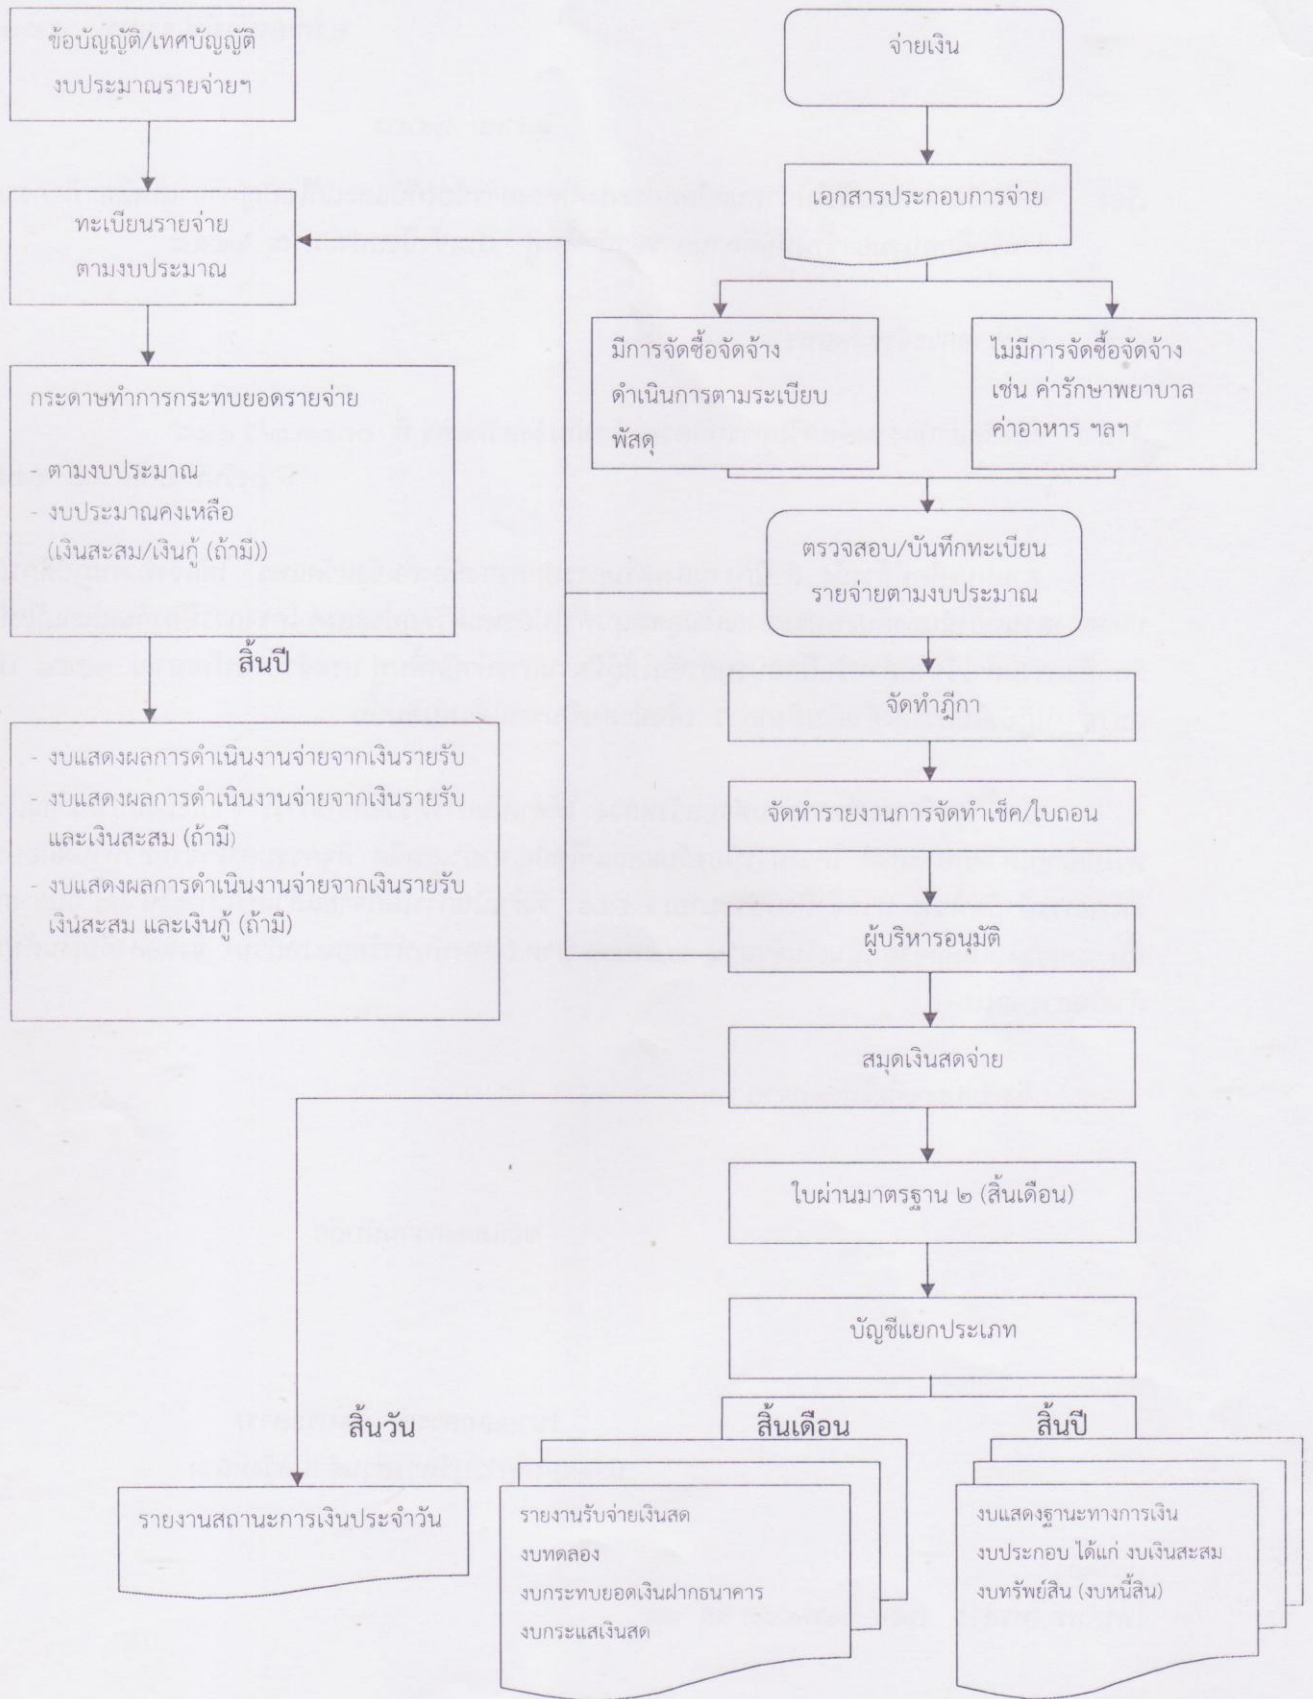 ข้อบัญญัติ/เทศบัญญัติ
งบประมาณรายจ่ายฯ
ทะเบียนรายจ่าย
ตามงบประมาณ
กระดาษทำการกระทบยอดรายจ่าย
ตามงบประมาณ
- งบประมาณคงเหลือ
(เงินสะสม/เงินกู้ (ถ้ามี))
สิ้นปี
- งบแสดงผลการดำเนินงานจ่ายจากเงินรายรับ
- งบแสดงผลการดำเนินงานจ่ายจากเงินรายรับ
และเงินสะสม (ถ้ามี)
- งบแสดงผลการดำเนินงานจ่ายจากเงินรายรับ
เงินสะสม และเงินกู้ (ถ้ามี)
จ่ายเงิน
เอกสารประกอบการจ่าย
มีการจัดซื้อจัดจ้าง
ดำเนินการตามระเบียบ
พัสดุ
ไม่มีการจัดซื้อจัดจ้าง
เช่น ค่ารักษาพยาบาล
ค่าอาหาร ฯลฯ
ตรวจสอบ/บันทึกทะเบียน
รายจ่ายตามงบประมาณ
จัดทำฎีกา
จัดทำรายงานการจัดทำเช็ค/ใบถอน
ผู้บริหารอนุมัติ
สมุดเงินสดจ่าย
ใบผ่านมาตรฐาน ๒ (สิ้นเดือน)
บัญชีแยกประเภท
สิ้นวัน
รายงานสถานะการเงินประจำวัน
สิ้นเดือน
รายงานรับจ่ายเงินสด
งบทดลอง
งบกระทบยอดเงินฝากธนาคาร
งบกระแสเงินสด
สิ้นปี
งบแสดงฐานะทางการเงิน
งบประกอบ ได้แก่ งบเงินสะสม
งบทรัพย์สิน (งบหนี้สิน)